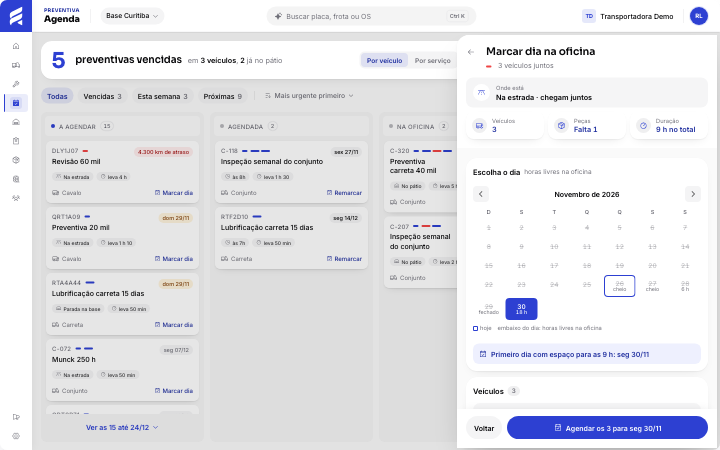 PREVENTIVA
Agenda
Base Curitiba
Buscar placa, frota ou OS
Ctrl K
TD
Transportadora Demo
RL
5 preventivas vencidas
em 3 veículos, 2 já no pátio
Por veículo
Por serviço
Todas
Vencidas 3
Esta semana 3
Próximas 9
Mais urgente primeiro
A AGENDAR 15
DLY1J07
4.300 km de atraso
Revisão 60 mil
Na estrada
leva 4 h
Cavalo
Marcar dia
QRT1A09
dom 29/11
Preventiva 20 mil
Na estrada
leva 1 h 10
Cavalo
Marcar dia
RTA4A44
dom 29/11
Lubrificação carreta 15 dias
Parada na base
leva 50 min
Carreta
Marcar dia
C-072
seg 07/12
Munck 250 h
Na estrada
leva 50 min
Conjunto
Marcar dia
Ver as 15 até 24/12
AGENDADA 2
C-118
sex 27/11
Inspeção semanal do conjunto
às 8h
leva 1 h 30
Conjunto
Remarcar
RTF2D10
seg 14/12
Lubrificação carreta 15 dias
às 7h
leva 50 min
Carreta
Remarcar
NA OFICINA 2
C-320
Preventiva
carreta 40 mil
No pátio
leva 5 h
Conjunto
C-207
Inspeção semanal
do conjunto
No pátio
leva 2 h
Conjunto
Marcar dia na oficina
3 veículos juntos
Onde está
Na estrada · chegam juntos
Veículos
3
Peças
Falta 1
Duração
9 h no total
Escolha o dia
horas livres na oficina
Novembro de 2026
D S T Q Q S S
1 2 3 4 5 6 7
8 9 10 11 12 13 14
15 16 17 18 19 20 21
22 23 24 25 26 27 28
cheio cheio 6 h
29 30
fechado 18 h
hoje
embaixo do dia: horas livres na oficina
Primeiro dia com espaço para as 9 h: seg 30/11
Veículos 3
Voltar
Agendar os 3 para seg 30/11